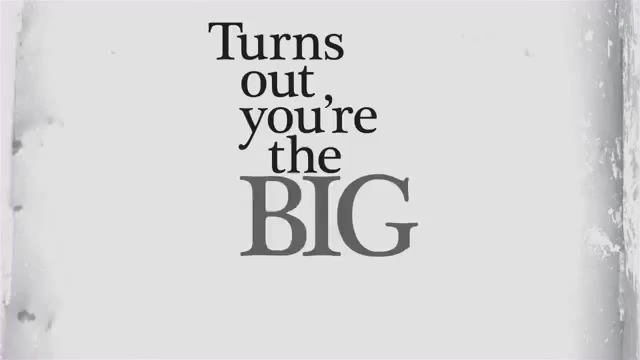 Turns
out,
you’re
the
BIG